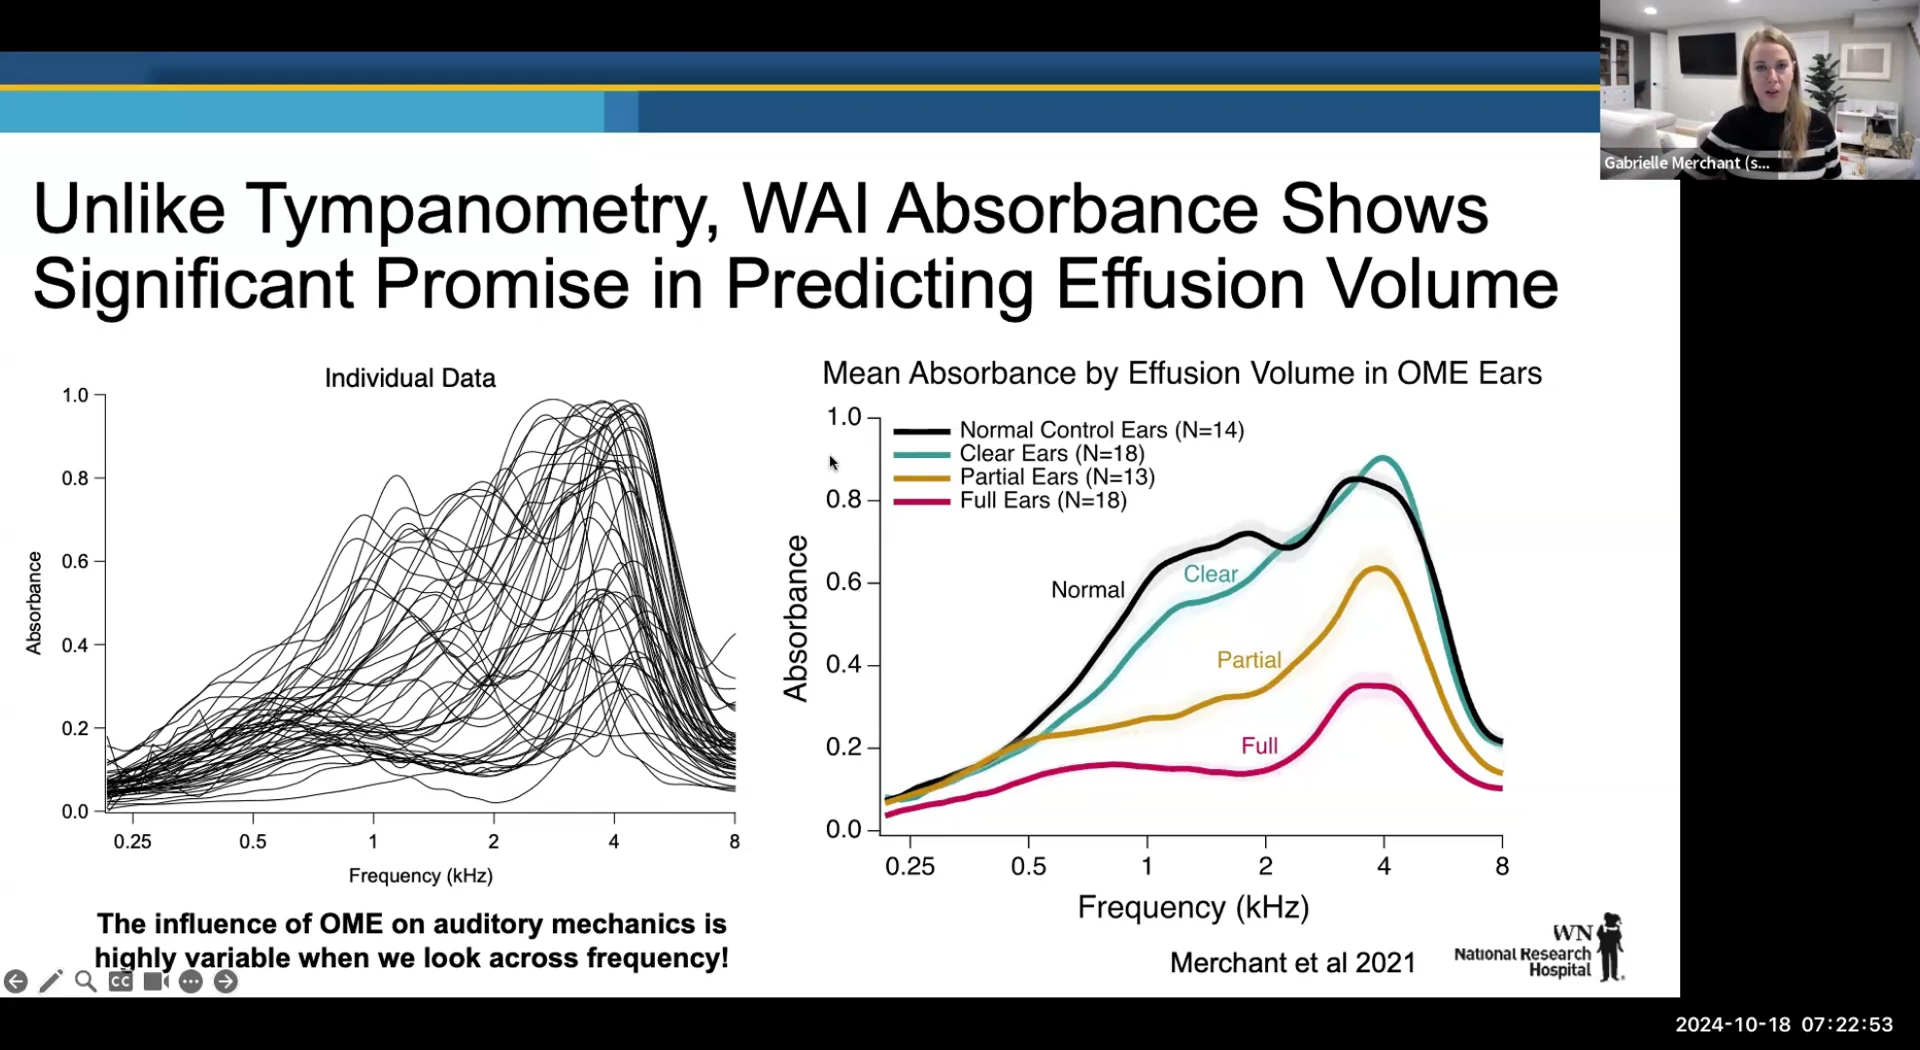 Gabrielle Merchant (s...
Unlike Tympanometry, WAI Absorbance Shows
Significant Promise in Predicting Effusion Volume
Individual Data
1.0
0.8
0.6
0.4
0.2
0.0
Absorbance
0.25 0.5 1 2 4 8
Frequency (kHz)
The influence of OME on auditory mechanics is
highly variable when we look across frequency!
Mean Absorbance by Effusion Volume in OME Ears
1.0
0.8
0.6
0.4
0.2
0.0
Absorbance
Normal Control Ears (N=14)
Clear Ears (N=18)
Partial Ears (N=13)
Full Ears (N=18)
Normal
Clear
Partial
Full
0.25 0.5 1 2 4 8
Frequency (kHz)
Merchant et al 2021
WN
National Research
Hospital
CC
2024-10-18 07:22:53